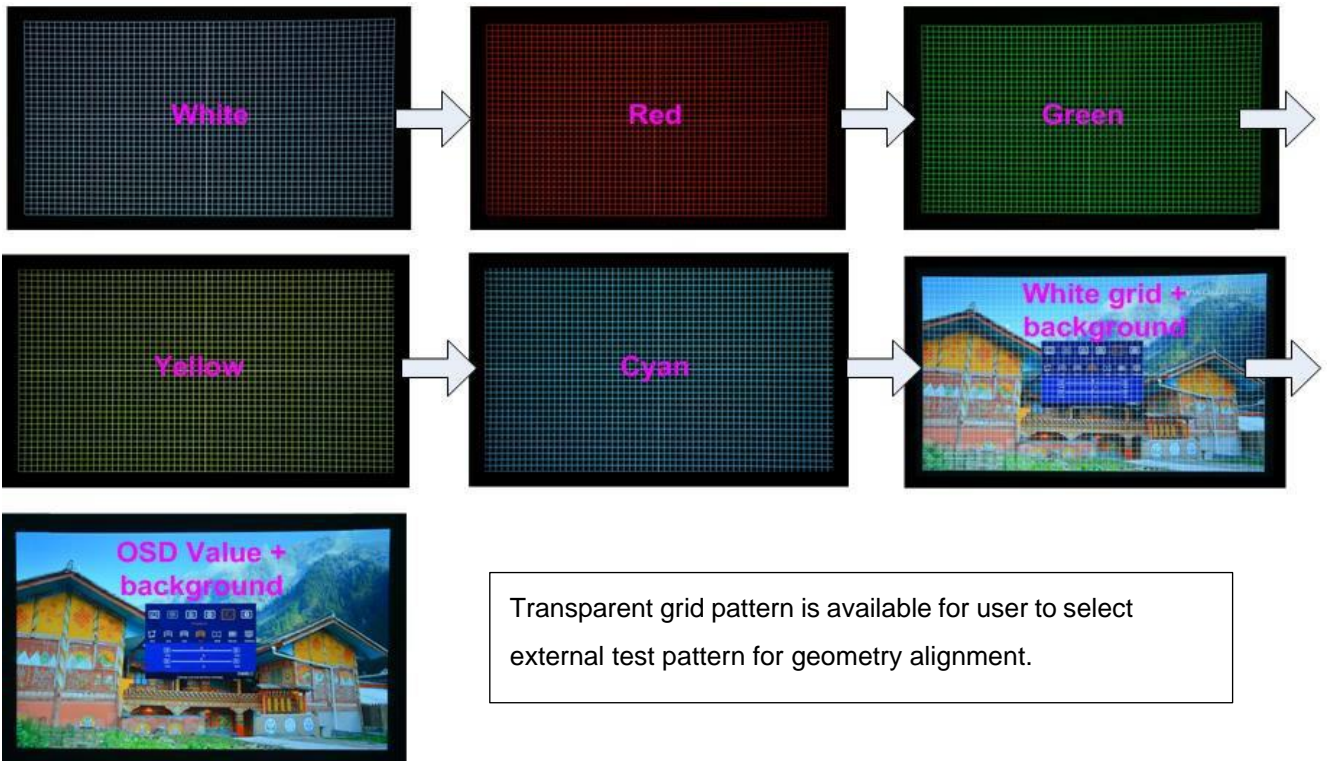 White
Red
Green
Yellow
Cyan
White grid +
background
OSD Value +
background
Transparent grid pattern is available for user to select
external test pattern for geometry alignment.